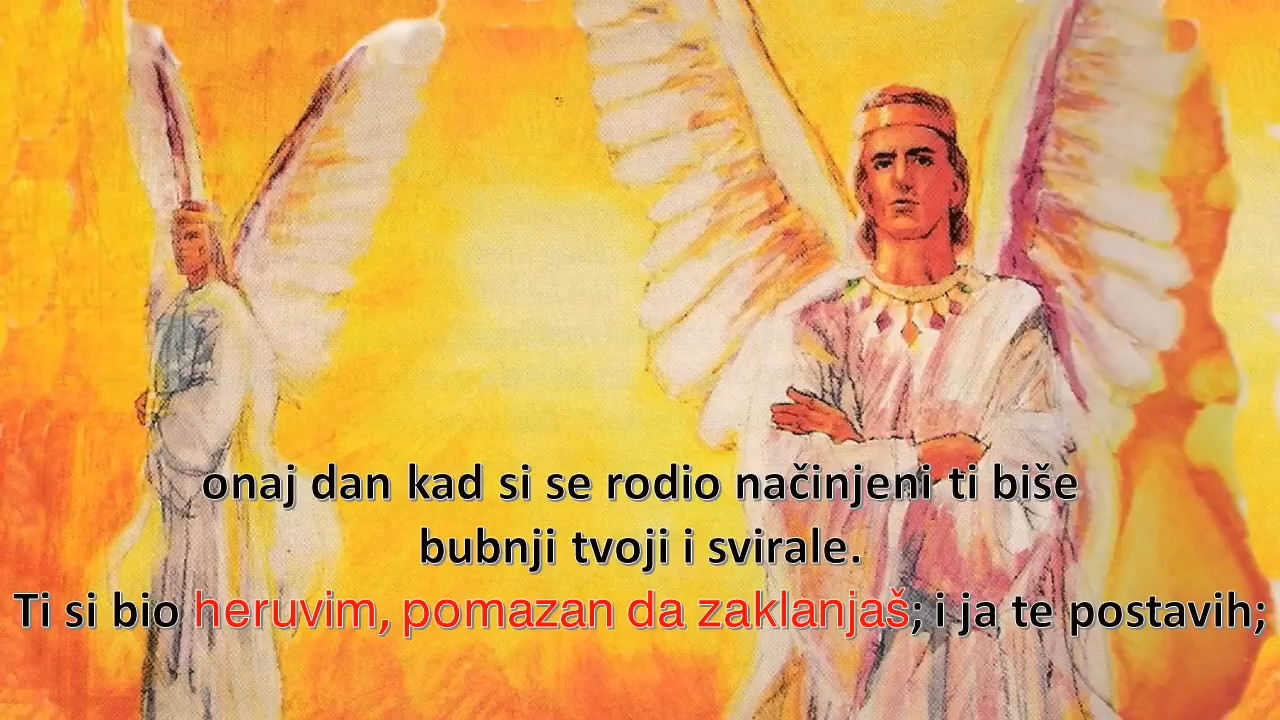 onaj dan kad si se rodio načinjeni ti biše
bubnji tvoji i svirale.
Ti si bio heruvim, pomazan da zaklanjaš; i ja te postavih;